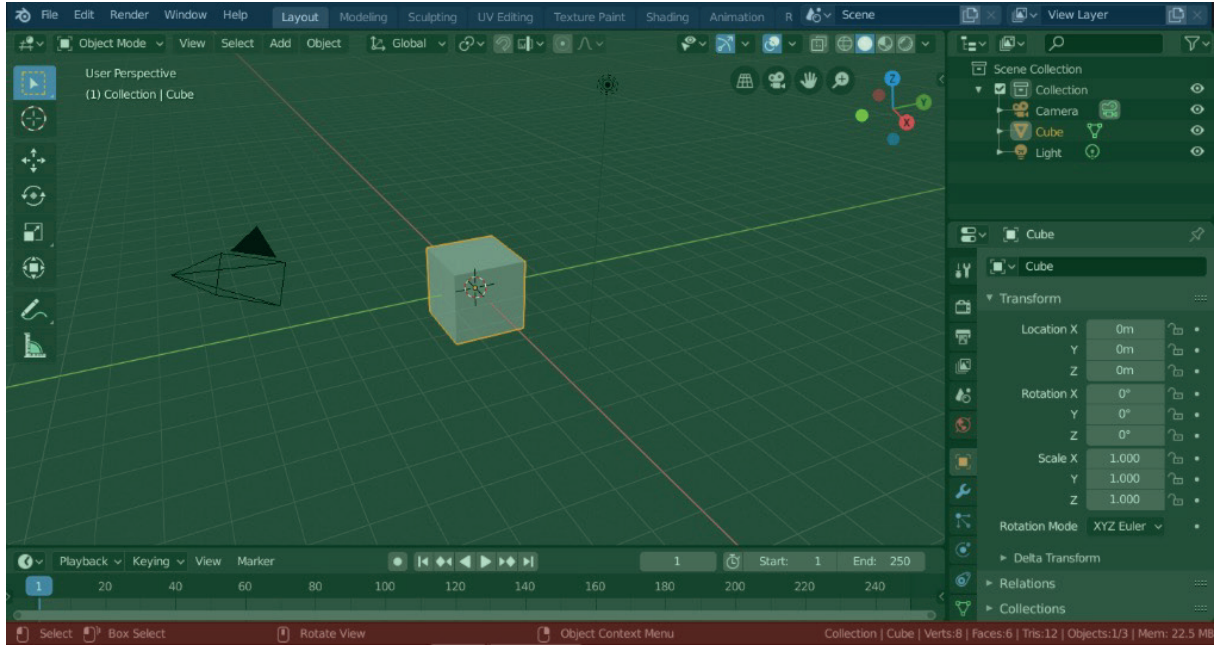 File Edit Render Window Help Layout Modeling Sculpting UV Editing Texture Paint Shading Animation R Scene View Layer
Object Mode View Select Add Object Global
User Perspective
(1) Collection | Cube
Z
Y
X
Scene Collection
Collection
Camera
Cube
Light
Cube
Cube
Transform
Location X 0m
Y 0m
Z 0m
Rotation X 0°
Y 0°
Z 0°
Scale X 1.000
Y 1.000
Z 1.000
Rotation Mode XYZ Euler
Delta Transform
Relations
Collections
Playback Keying View Marker 1 Start: 1 End: 250
1 20 40 60 80 100 120 140 160 180 200 220 240
Select Box Select Rotate View Object Context Menu Collection | Cube | Verts:8 | Faces:6 | Tris:12 | Objects:1/3 | Mem: 22.5 MB